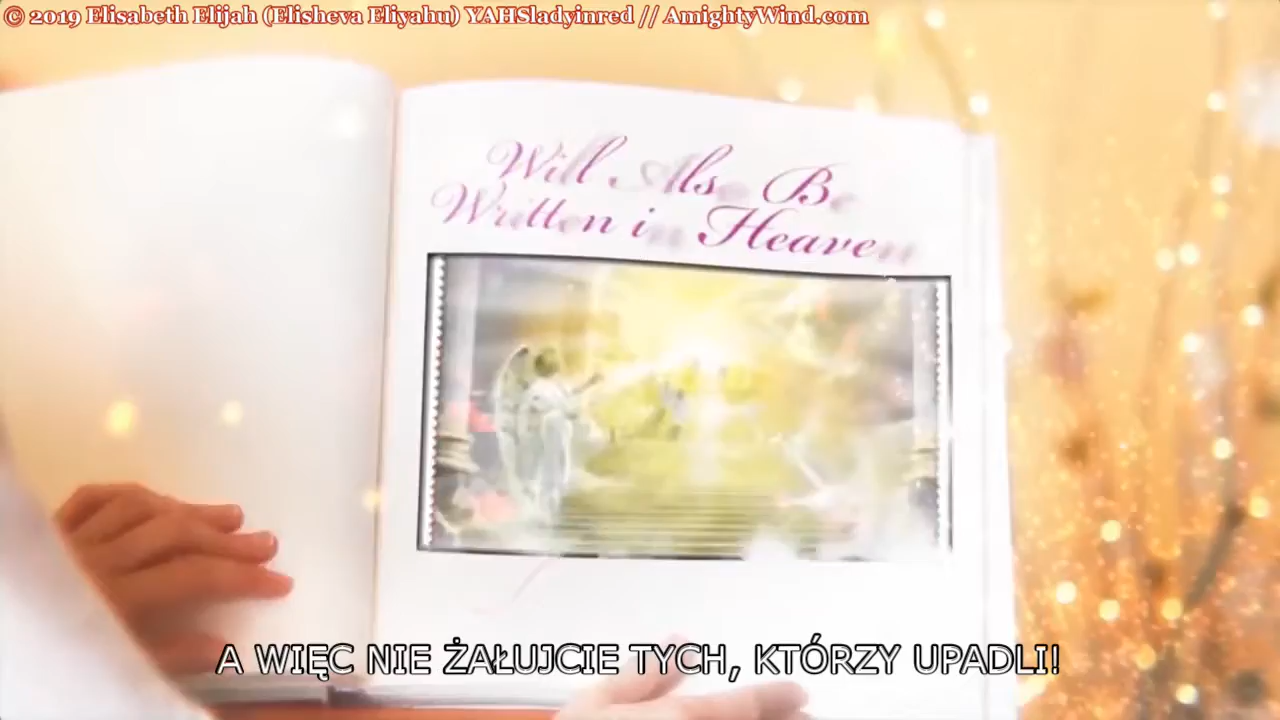 © 2019 Elisabeth Elijah (Elisheva Eliyahu) YAHSladyinred // AmightyWind.com
Will Also Be
Written in Heaven
A WIĘC NIE ŻAŁUJCIE TYCH, KTÓRZY UPADLI!